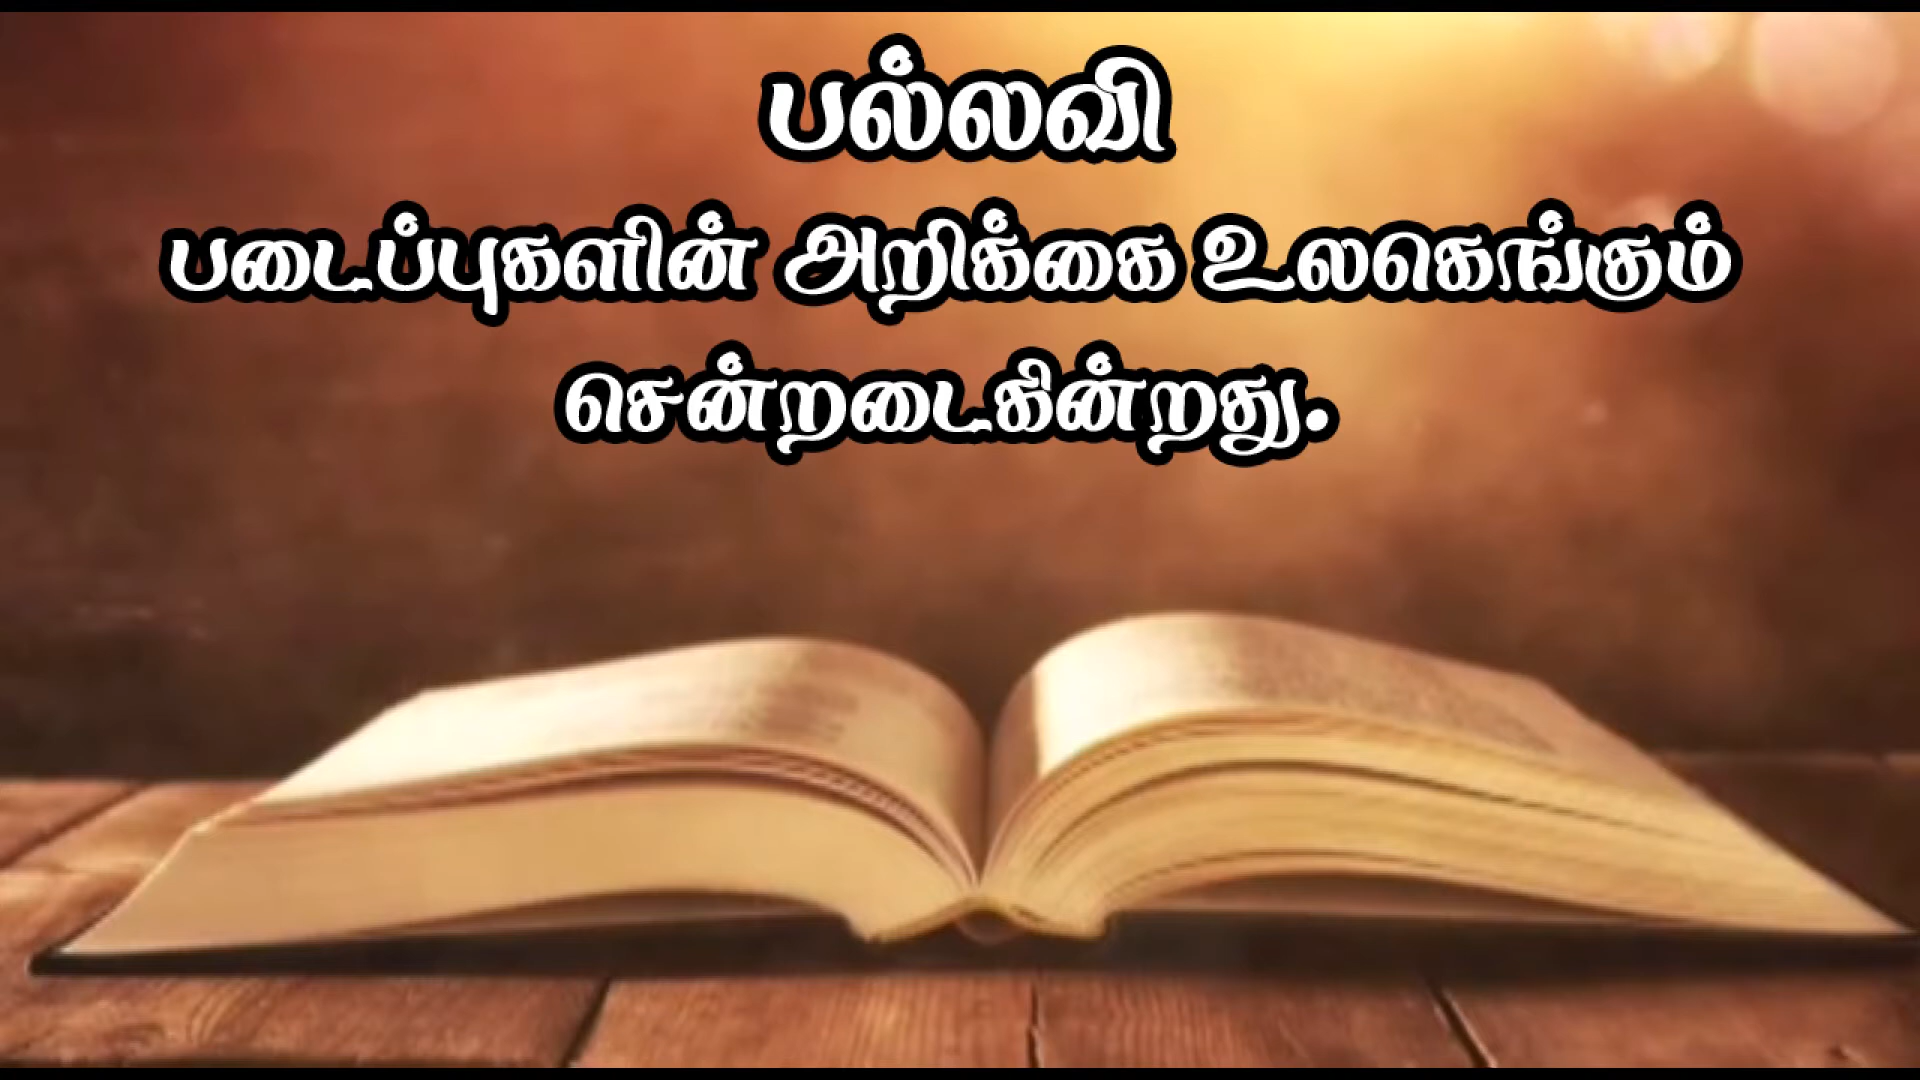 பல்லவி
படைப்புகளின் அறிக்கை உலகெங்கும்
சென்றடைகின்றது.